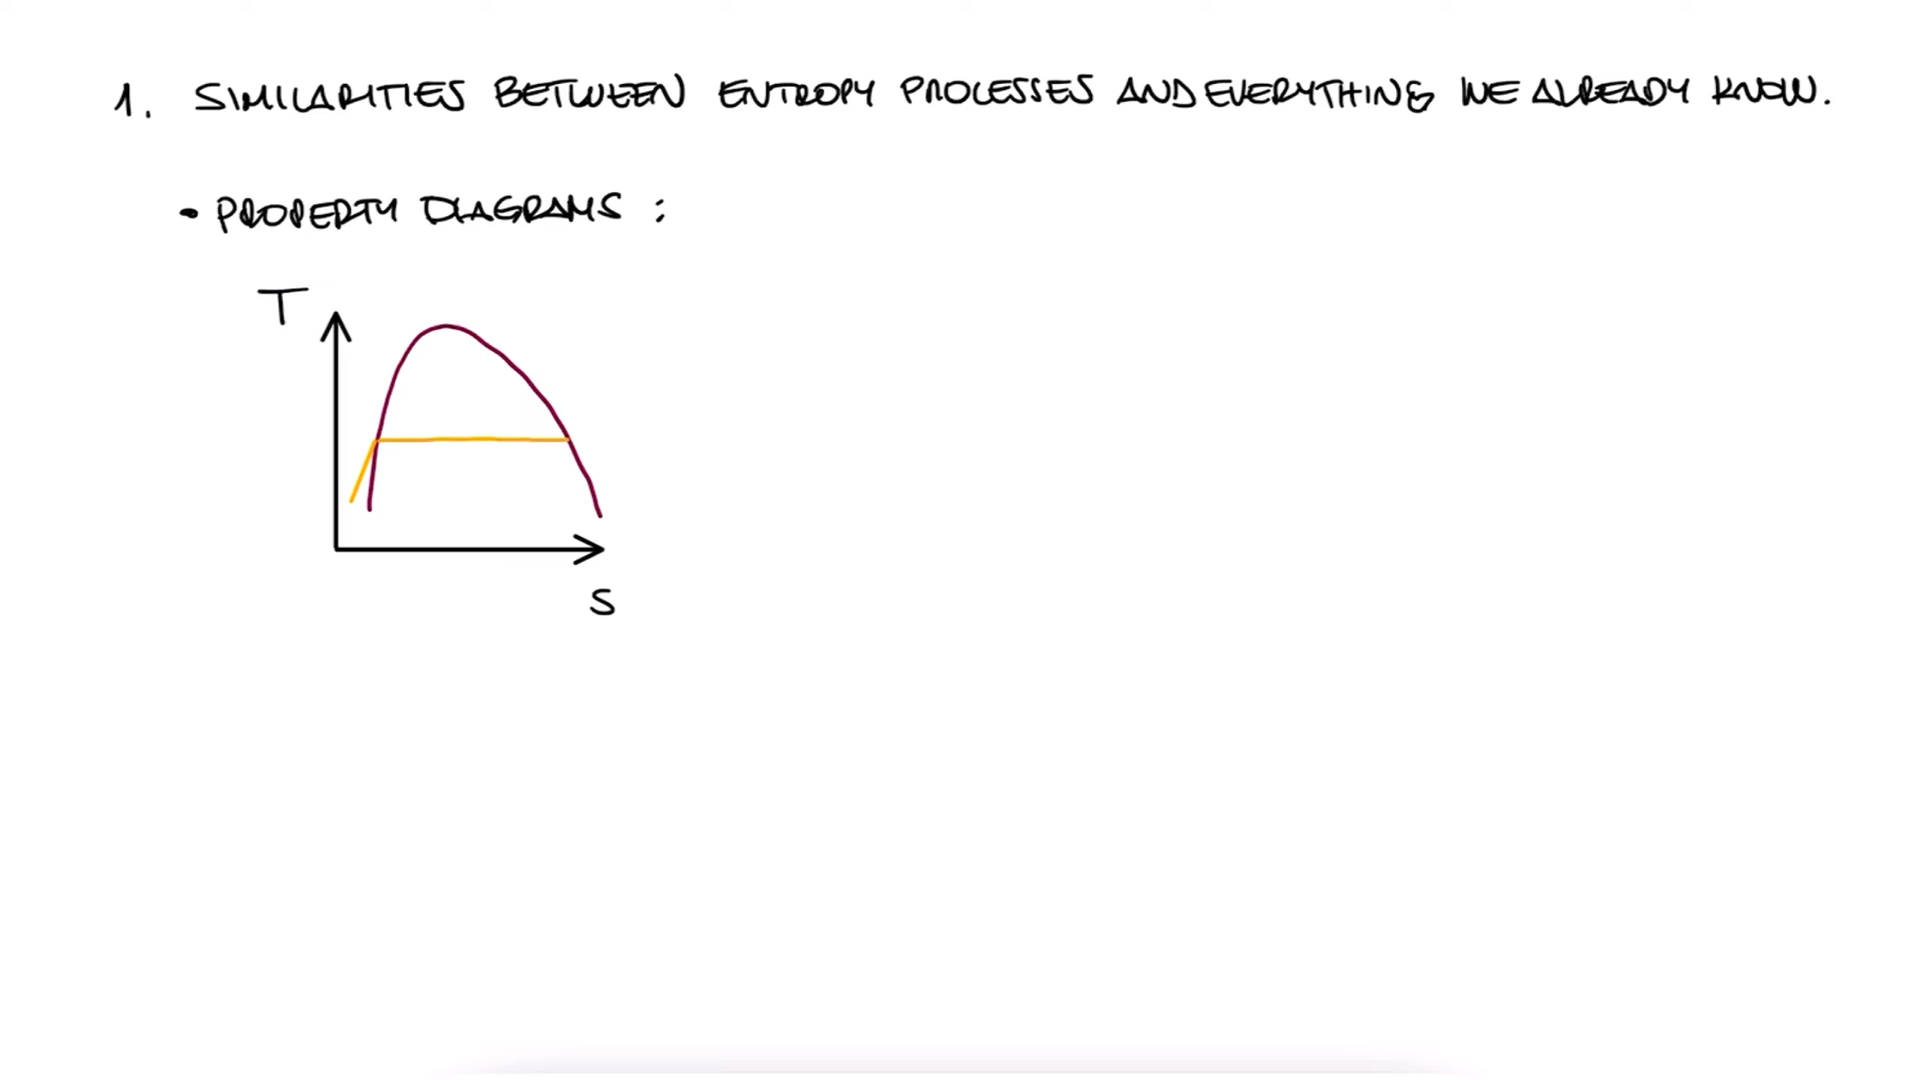 1. SIMILARITIES BETWEEN ENTROPY PROCESSES AND EVERYTHING WE ALREADY KNOW.
• PROPERTY DIAGRAMS :
T
s